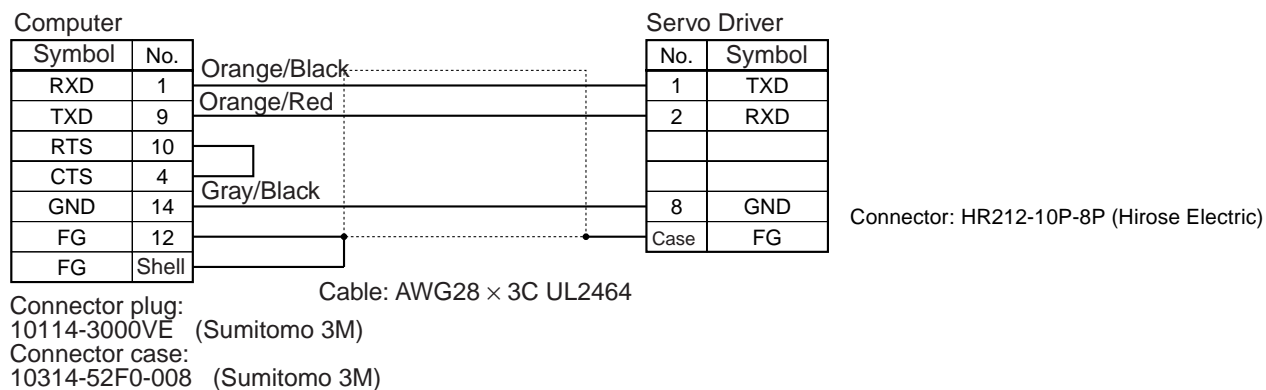 Computer
Servo Driver
Symbol No.
No. Symbol
Orange/Black
RXD 1
1 TXD
Orange/Red
TXD 9
2 RXD
RTS 10
CTS 4
Gray/Black
GND 14
8 GND
Connector: HR212-10P-8P (Hirose Electric)
FG 12
Case FG
FG Shell
Cable: AWG28 × 3C UL2464
Connector plug:
10114-3000VE (Sumitomo 3M)
Connector case:
10314-52F0-008 (Sumitomo 3M)